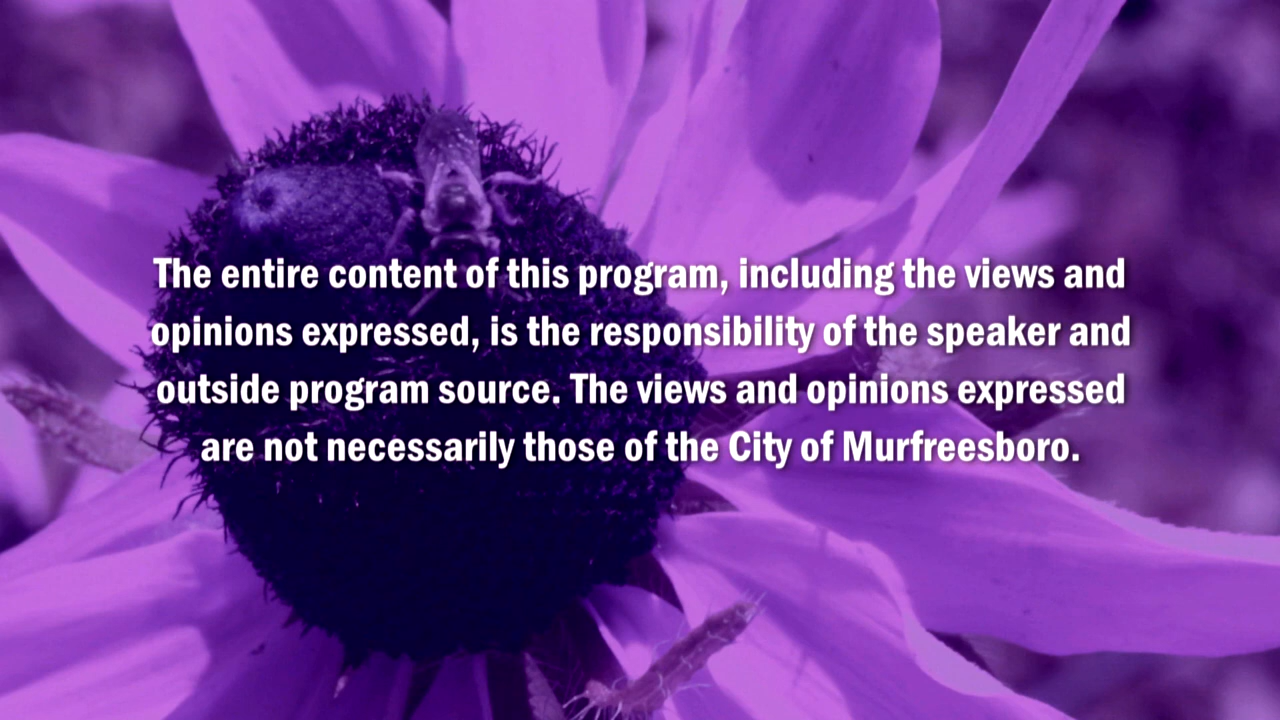 The entire content of this program, including the views and
opinions expressed, is the responsibility of the speaker and
outside program source. The views and opinions expressed
are not necessarily those of the City of Murfreesboro.